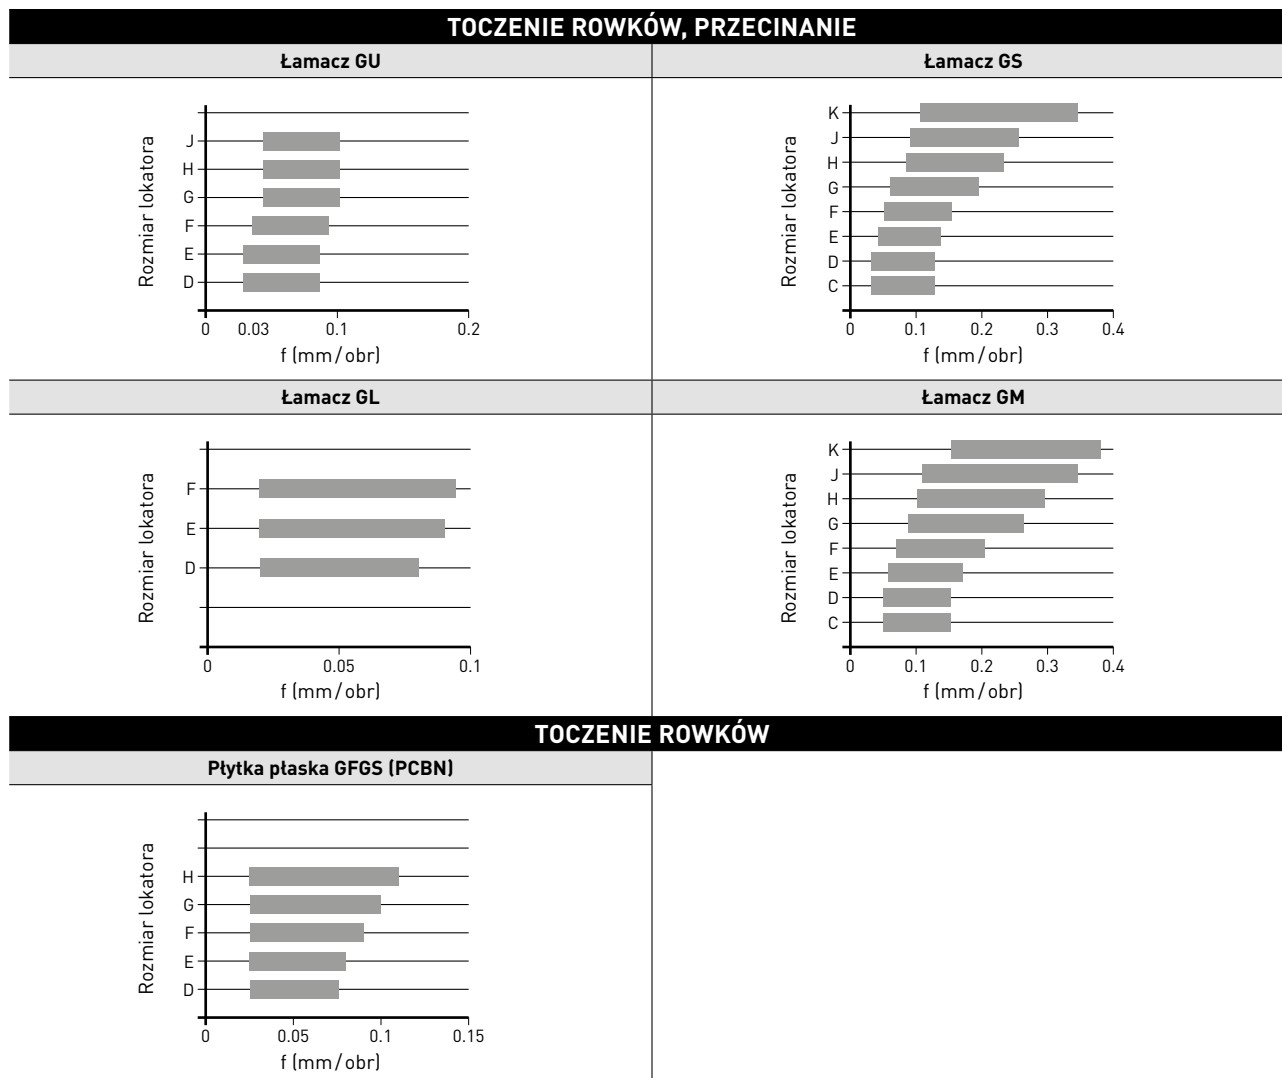 TOCZENIE ROWKÓW, PRZECINANIE
Łamacz GU
Rozmiar lokatora
J
H
G
F
E
D
0 0.03 0.1 0.2
f (mm/obr)
Łamacz GS
Rozmiar lokatora
K
J
H
G
F
E
D
C
0 0.1 0.2 0.3 0.4
f (mm/obr)
Łamacz GL
Rozmiar lokatora
F
E
D
0 0.05 0.1
f (mm/obr)
Łamacz GM
Rozmiar lokatora
K
J
H
G
F
E
D
C
0 0.1 0.2 0.3 0.4
f (mm/obr)
TOCZENIE ROWKÓW
Płytka płaska GFGS (PCBN)
Rozmiar lokatora
H
G
F
E
D
0 0.05 0.1 0.15
f (mm/obr)